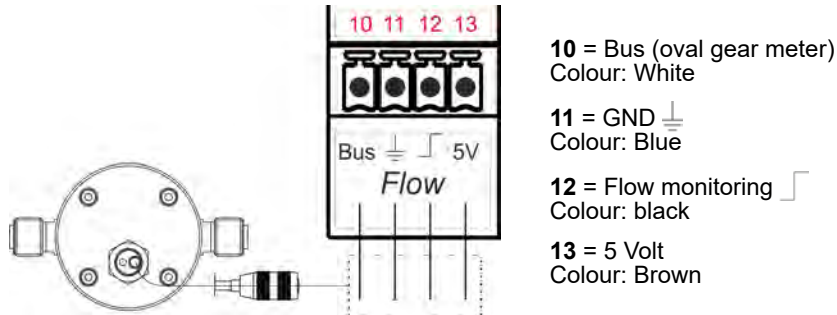 10 11 12 13
Bus ⏚ 5V
Flow
10 = Bus (oval gear meter)
Colour: White
11 = GND ⏚
Colour: Blue
12 = Flow monitoring
Colour: black
13 = 5 Volt
Colour: Brown